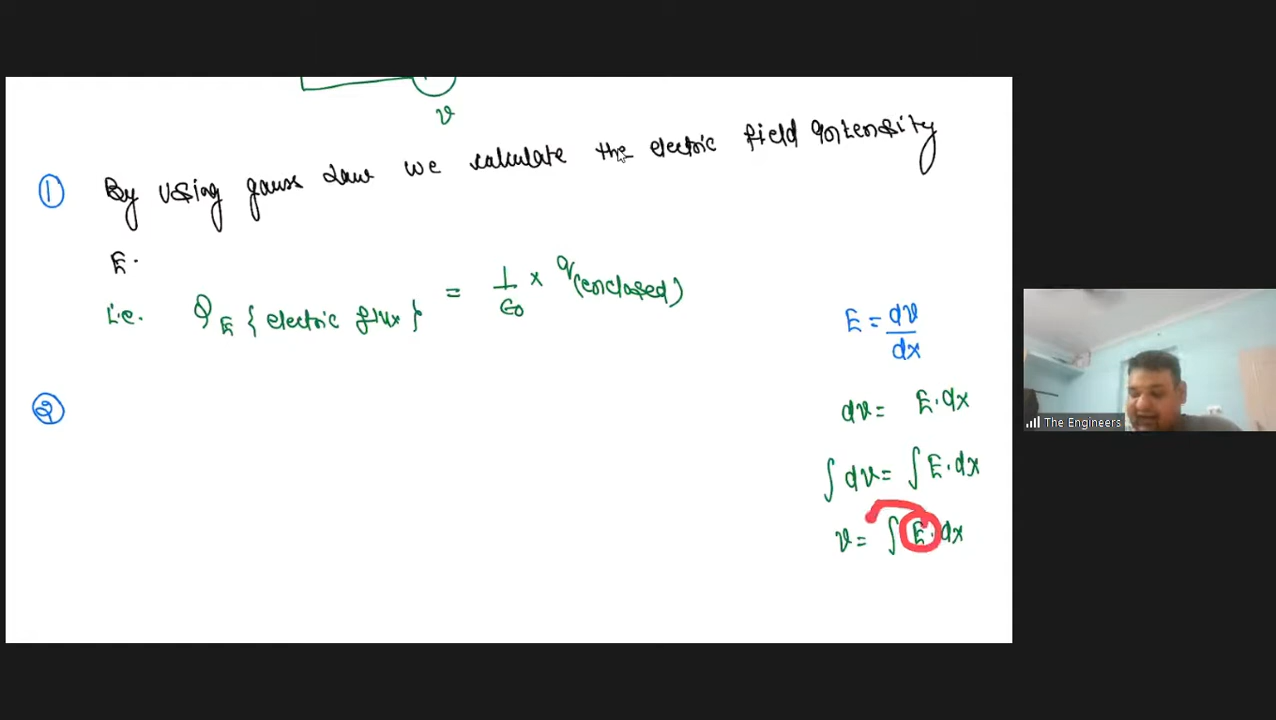 v
① By Using gauss law we calculate the electric field Intensity
E.
i.e. Φ_E {electric flux} = 1/ϵ₀ × q(enclosed)
E = dv/dx
②
dv = E.dx
∫dv = ∫E.dx
v = ∫E.dx
The Engineers